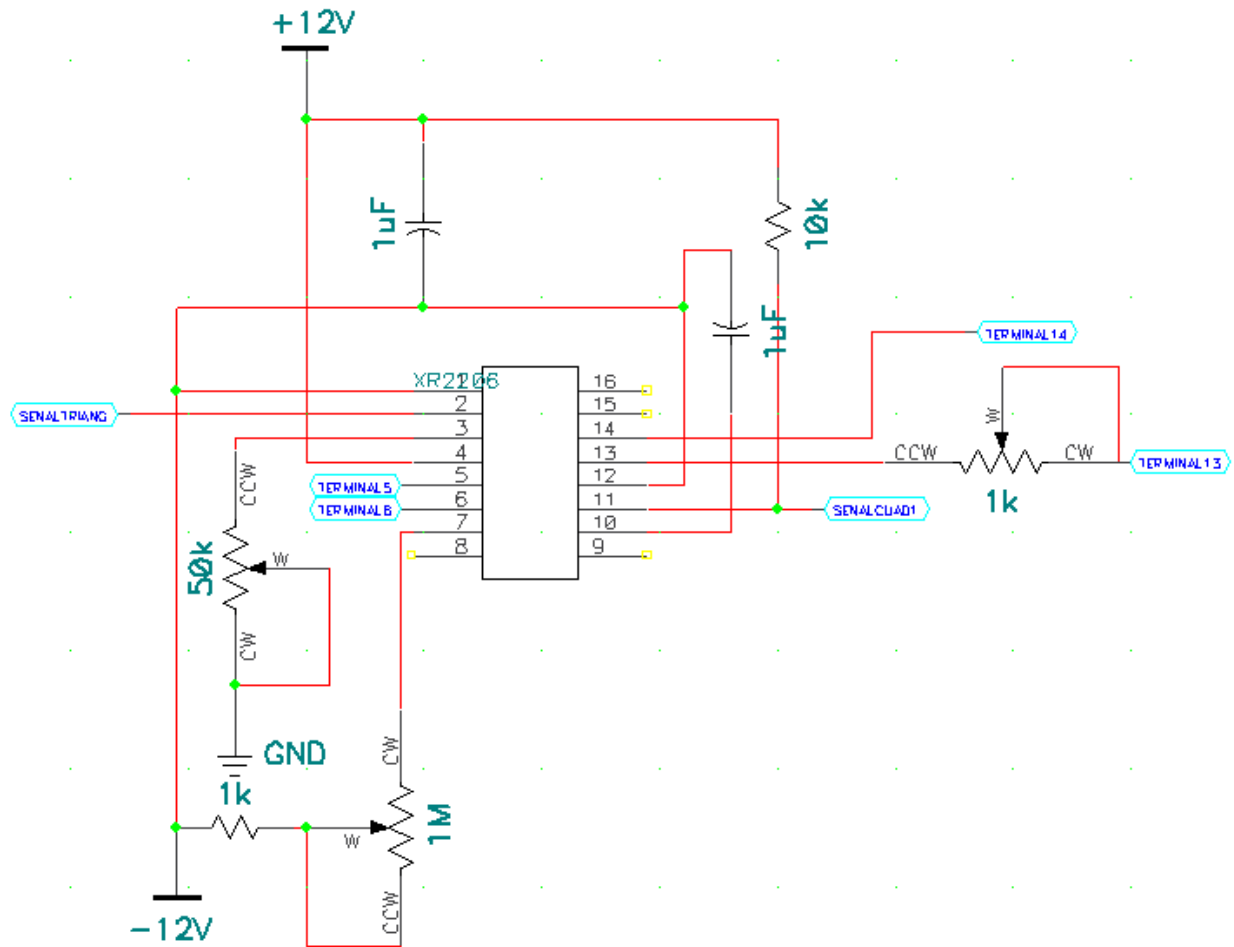 +12V
1uF
10k
1uF
TERMINAL14
XR2206
1
16
SENALTRIANG
2
15
3
14
W
4
13
CCW
CW
TERMINAL13
TERMINAL5
5
12
1k
TERMINAL6
6
11
SENALCUAD1
7
10
8
9
CCW
50k
W
CW
GND
1k
CW
1M
W
CCW
-12V